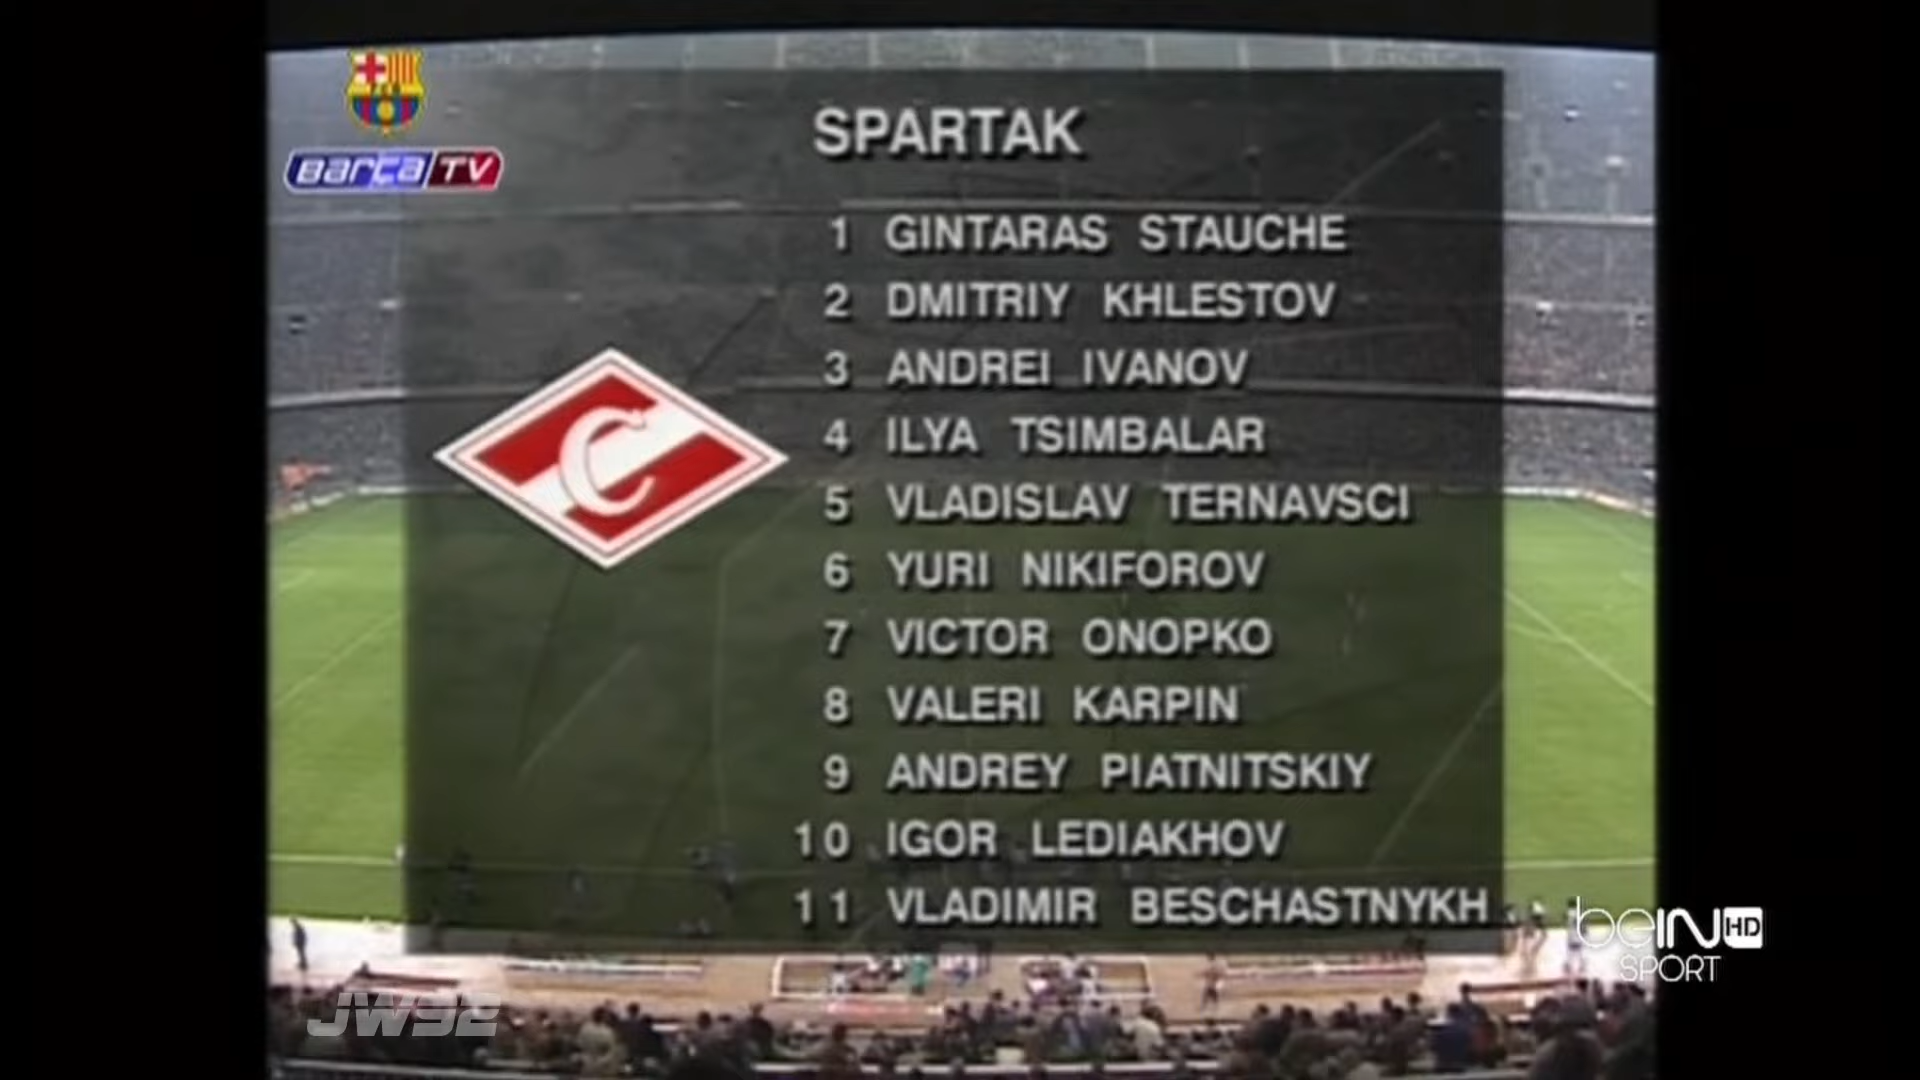 Barça TV
SPARTAK
1 GINTARAS STAUCHE
2 DMITRIY KHLESTOV
3 ANDREI IVANOV
4 ILYA TSIMBALAR
5 VLADISLAV TERNAVSCI
6 YURI NIKIFOROV
7 VICTOR ONOPKO
8 VALERI KARPIN
9 ANDREY PIATNITSKIY
10 IGOR LEDIAKHOV
11 VLADIMIR BESCHASTNYKH
C
beIN HD
SPORT
JW92